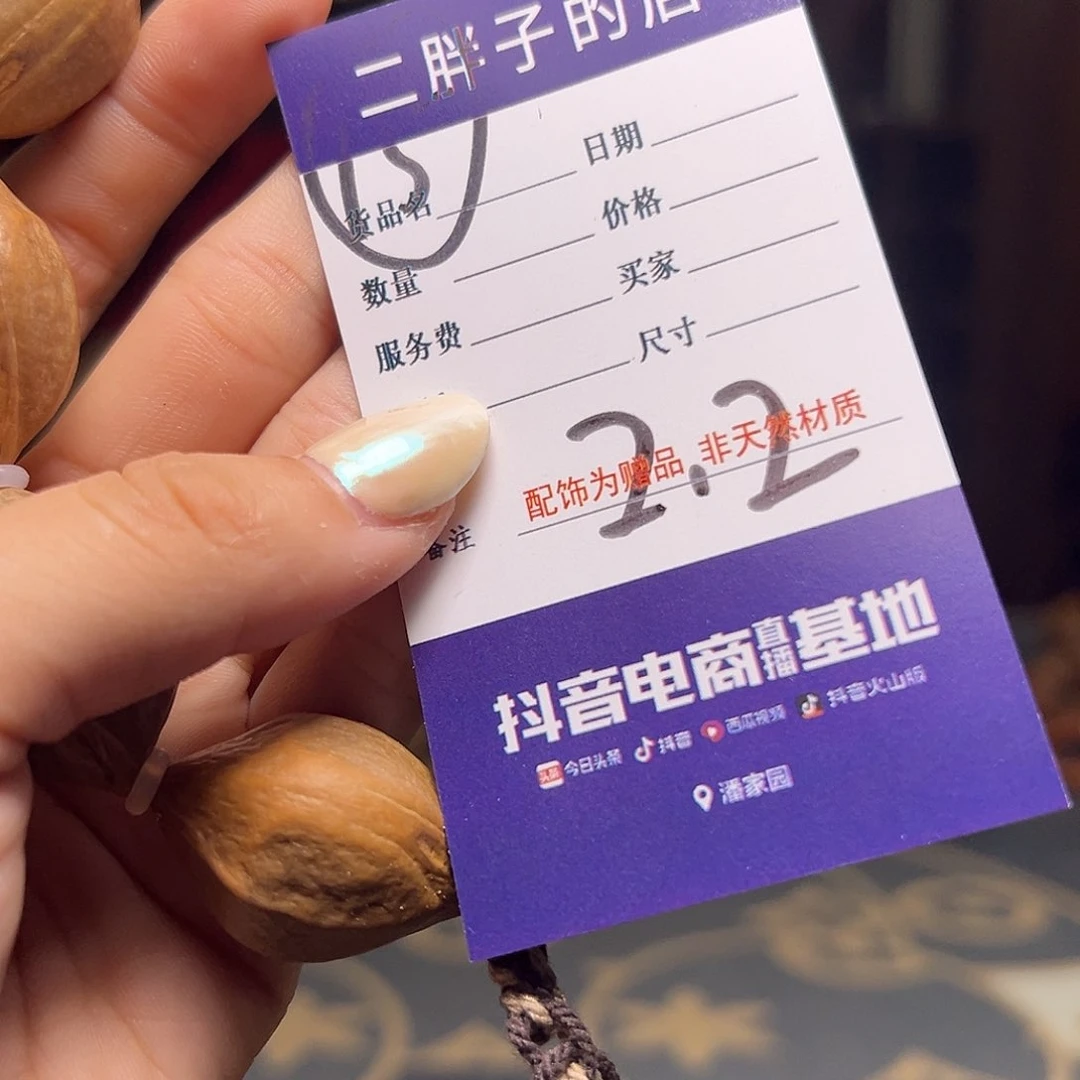 二胖子的店
货品名 日期
数量 价格
服务费 买家
尺寸
配饰为赠品 非天然材质
2.2
备注
抖音电商直播基地
头条 今日头条 抖音 西瓜视频 抖音火山版
潘家园